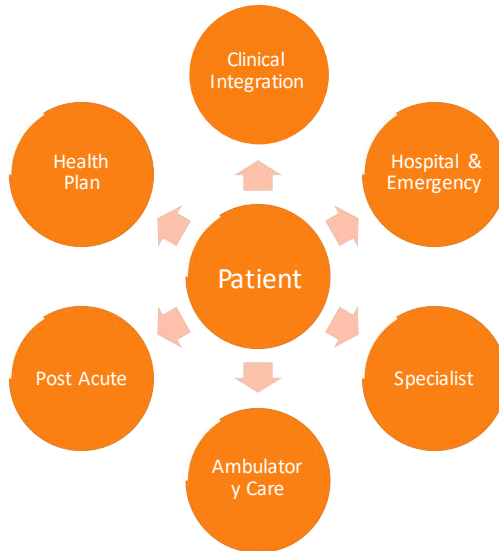 Clinical
Integration
Health
Plan
Hospital &
Emergency
Patient
Post Acute
Specialist
Ambulator
y Care